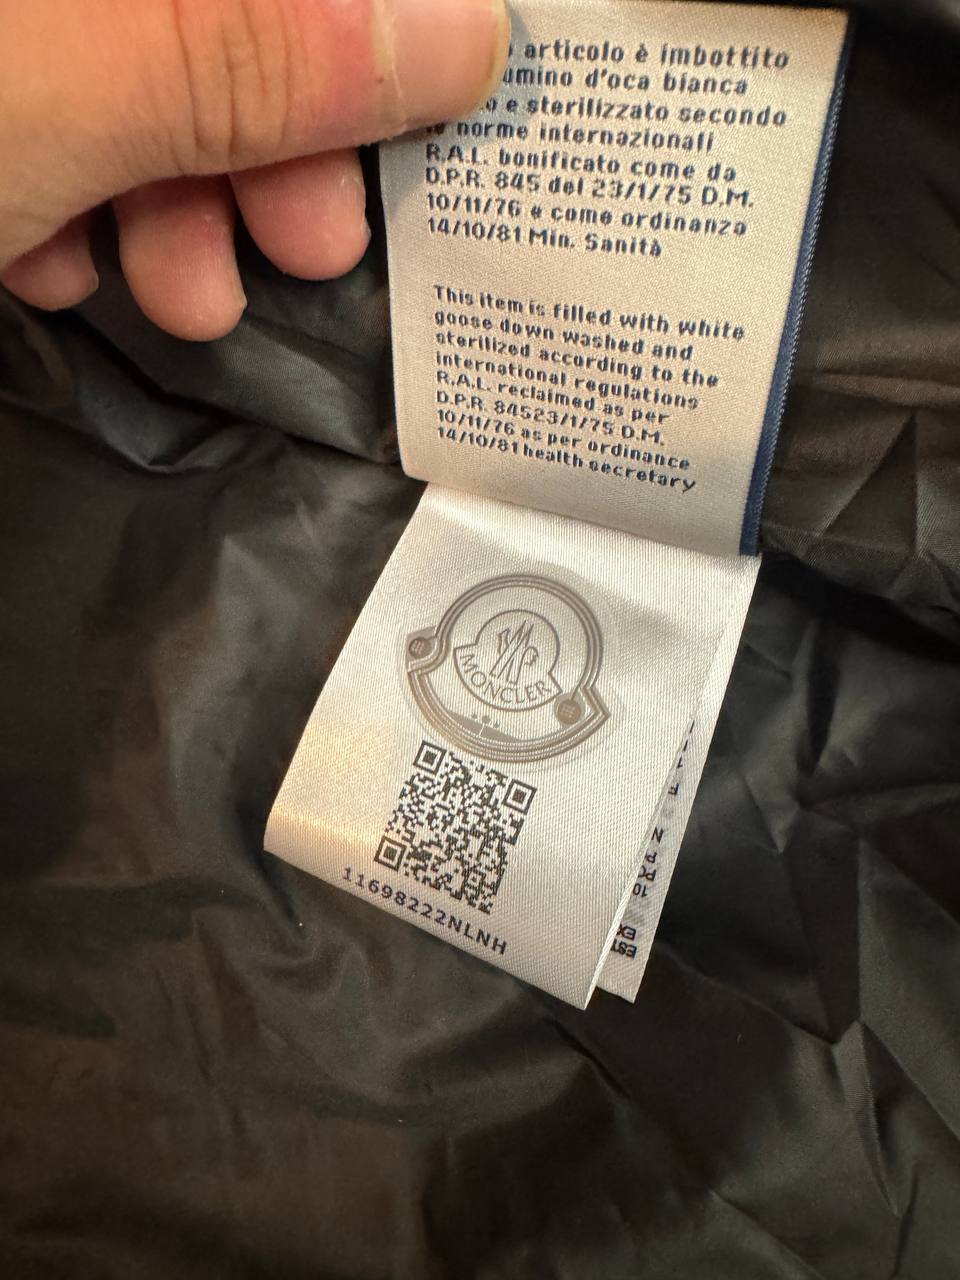 articolo è imbottito
umino d'oca bianca
o e sterilizzato secondo
norme internazionali
R.A.L. bonificato come da
D.P.R. 845 del 23/1/75 D.M.
10/11/76 e come ordinanza
14/10/81 Min. Sanità
This item is filled with white
goose down washed and
sterilized according to the
international regulations
R.A.L. reclaimed as per
D.P.R. 84523/1/75 D.M.
10/11/76 as per ordinance
14/10/81 health secretary
MONCLER
11698222NLNH